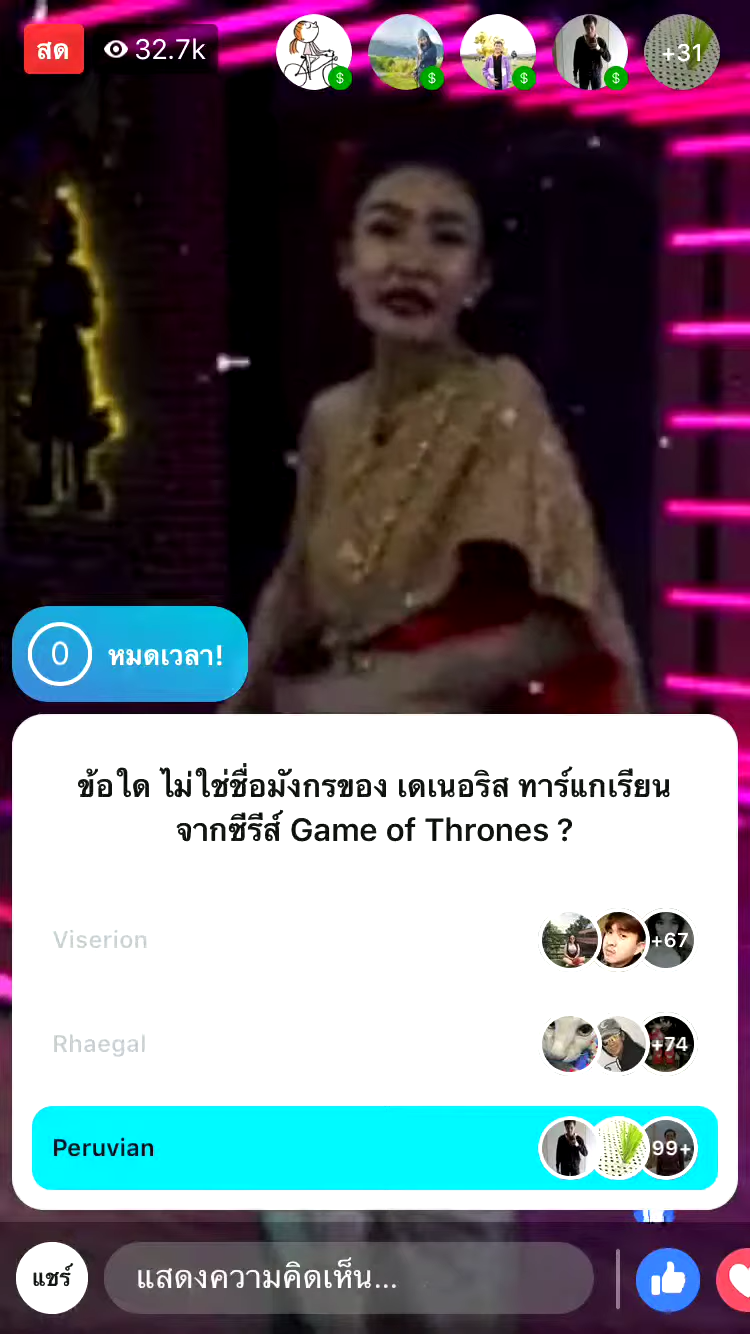 สด 32.7k +31
0 หมดเวลา!
ข้อใด ไม่ใช่ชื่อมังกรของ เดเนอริส ทาร์แกเรียน
จากซีรีส์ Game of Thrones ?
Viserion +67
Rhaegal +74
Peruvian 99+
แชร์ แสดงความคิดเห็น...